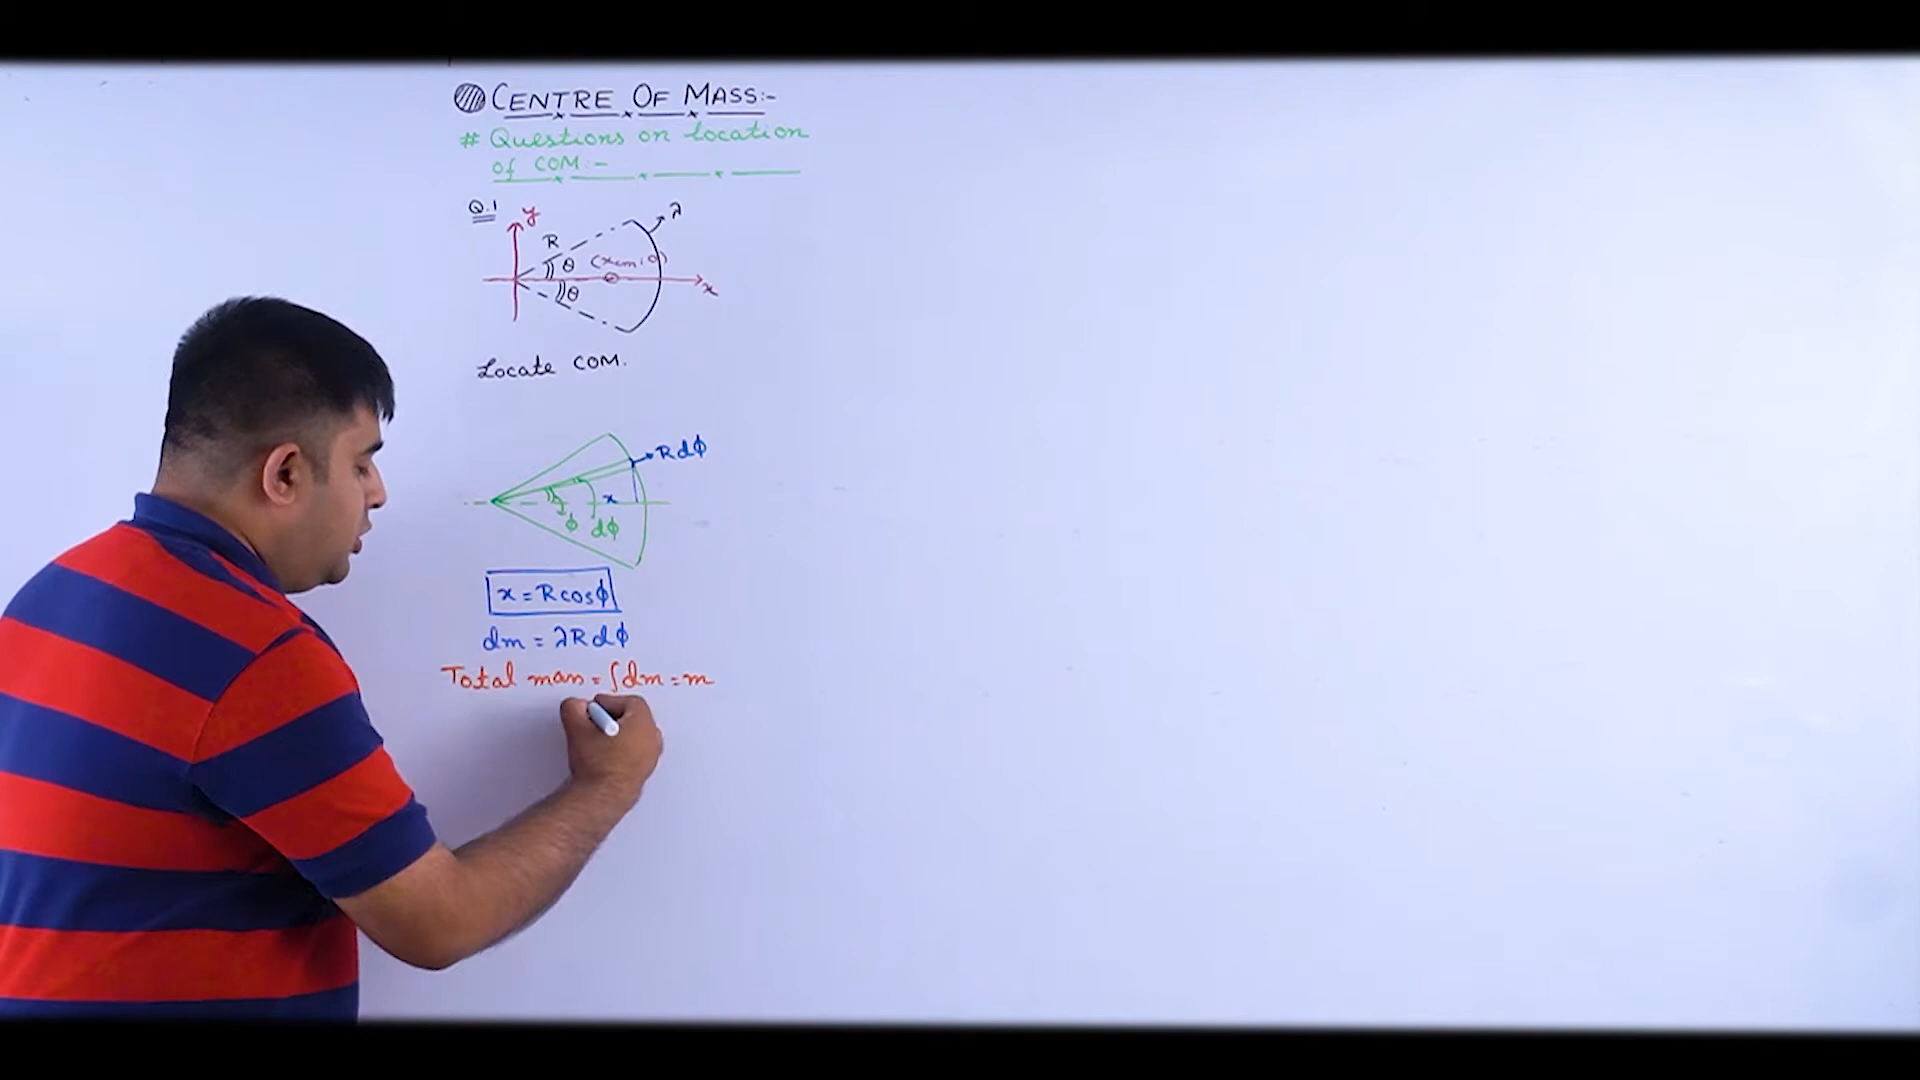 CENTRE OF MASS:-
# Questions on location
of COM:-
Q.1
y
λ
R
θ
(xcm, 0)
θ
x
Locate COM.
Rdϕ
x
ϕ
dϕ
x = Rcosϕ
dm = λRdϕ
Total mass = ∫dm = m